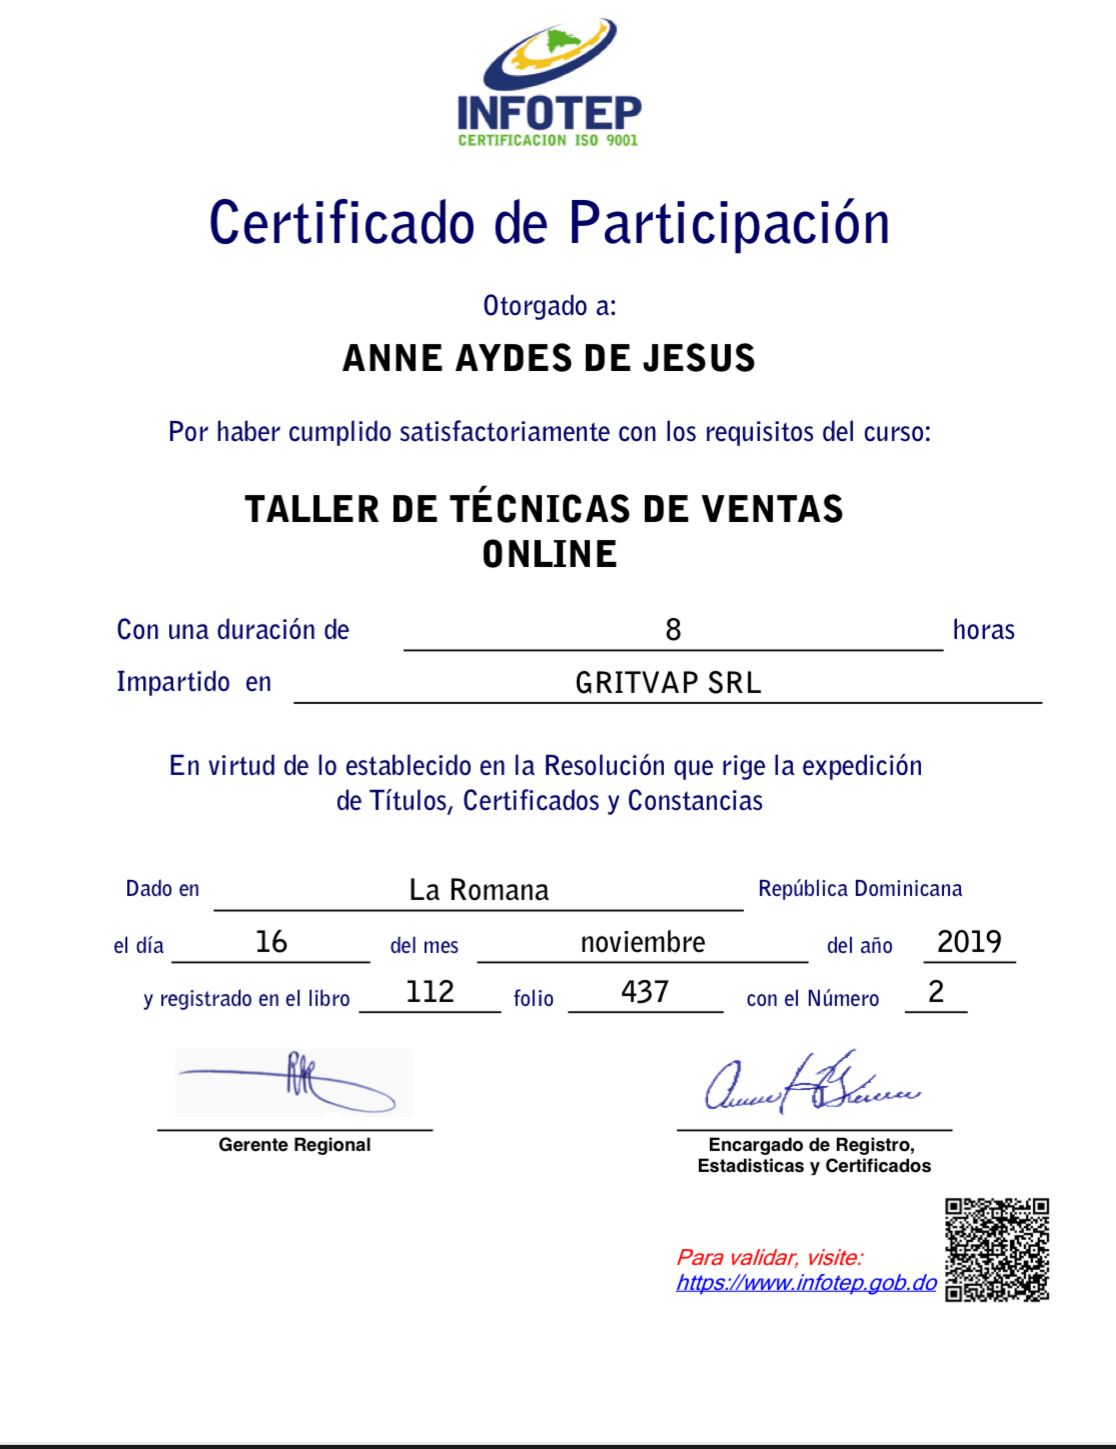 INFOTEP
CERTIFICACION ISO 9001
Certificado de Participación
Otorgado a:
ANNE AYDES DE JESUS
Por haber cumplido satisfactoriamente con los requisitos del curso:
TALLER DE TÉCNICAS DE VENTAS
ONLINE
Con una duración de 8 horas
Impartido en GRITVAP SRL
En virtud de lo establecido en la Resolución que rige la expedición
de Títulos, Certificados y Constancias
Dado en La Romana República Dominicana
el día 16 del mes noviembre del año 2019
y registrado en el libro 112 folio 437 con el Número 2
Gerente Regional
Encargado de Registro,
Estadisticas y Certificados
Para validar, visite:
https://www.infotep.gob.do